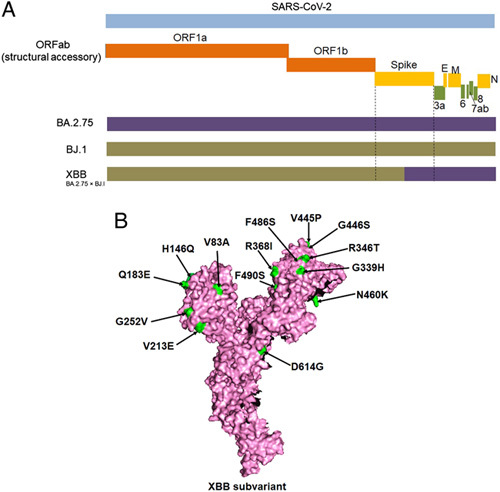 A
SARS-CoV-2
ORFab
(structural accessory)
ORF1a
ORF1b
Spike
E
M
N
3a
6
7ab
8
BA.2.75
BJ.1
XBB
BA.2.75 × BJ.I
B
V445P
F486S
G446S
H146Q
V83A
R368I
R346T
Q183E
F490S
G339H
N460K
G252V
V213E
D614G
XBB subvariant